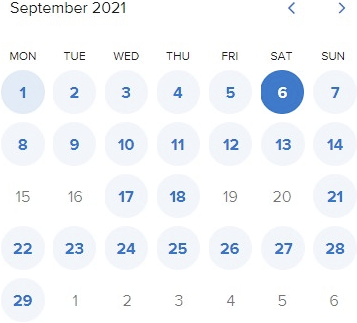 September 2021
MON TUE WED THU FRI SAT SUN
1 2 3 4 5 6 7
8 9 10 11 12 13 14
15 16 17 18 19 20 21
22 23 24 25 26 27 28
29 1 2 3 4 5 6